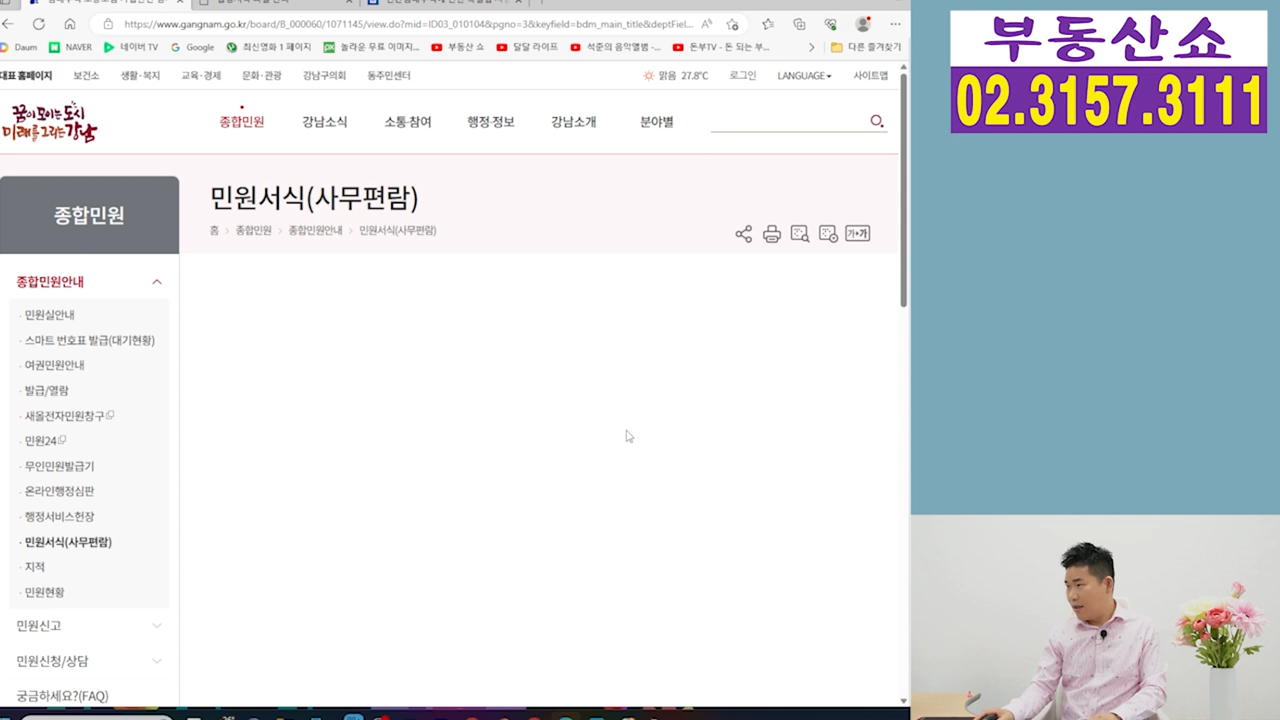 https://www.gangnam.go.kr/board/B_000060/1071145/view.do?mid=ID03_010104&pgno=3&keyfield=bdm_main_title&deptFiel...
Daum
NAVER
네이버 TV
Google
최신영화 1 페이지
놀라운 무료 이미지...
부동산 쇼
달달 라이프
석준의 음악앨범 -...
돈부TV - 돈 되는 부...
다른 즐겨찾기
대표 홈페이지
보건소
생활·복지
교육·경제
문화·관광
강남구의회
동주민센터
맑음 27.8℃
로그인
LANGUAGE
사이트맵
꿈이 모이는 도시
미래를 그리는 강남
종합민원
강남소식
소통·참여
행정·정보
강남소개
분야별
종합민원
민원서식(사무편람)
홈 > 종합민원 > 종합민원안내 > 민원서식(사무편람)
가→가
종합민원안내
· 민원실안내
· 스마트 번호표 발급(대기현황)
· 여권민원안내
· 발급/열람
· 새올전자민원창구
· 민원24
· 무인민원발급기
· 온라인행정심판
· 행정서비스헌장
· 민원서식(사무편람)
· 지적
· 민원현황
민원신고
민원신청/상담
궁금하세요?(FAQ)
부동산쇼
02.3157.3111